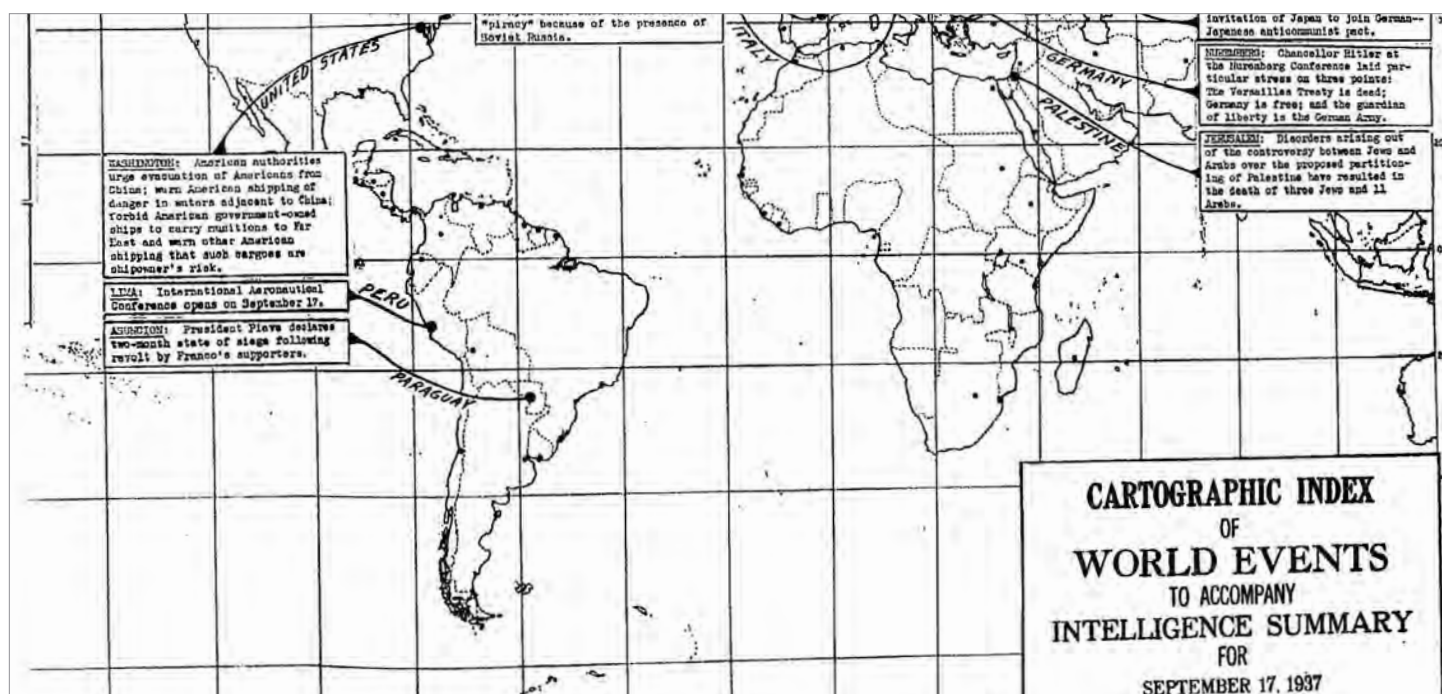 "piracy" because of the presence of
Soviet Russia.
invitation of Japan to join German--
Japanese anticommunist pact.
NUREMBERG: Chancellor Hitler at
the Nuremberg Conference laid par-
ticular stress on three points:
The Versailles Treaty is dead;
Germany is free; and the guardian
of liberty is the German Army.
JERUSALEM: Disorders arising out
of the controversy between Jews and
Arabs over the proposed partition-
ing of Palestine have resulted in
the death of three Jews and 11
Arabs.
UNITED STATES
ITALY
GERMANY
PALESTINE
WASHINGTON: American authorities
urge evacuation of Americans from
China; warn American shipping of
danger in waters adjacent to China;
forbid American government-owned
ships to carry munitions to Far
East and warn other American
shipping that such cargoes are
shipowner's risk.
LIMA: International Aeronautical
Conference opens on September 17.
PERU
ASUNCION: President Plava declares
two-month state of siege following
revolt by Franco's supporters.
PARAGUAY
CARTOGRAPHIC INDEX
OF
WORLD EVENTS
TO ACCOMPANY
INTELLIGENCE SUMMARY
FOR
SEPTEMBER 17, 1937